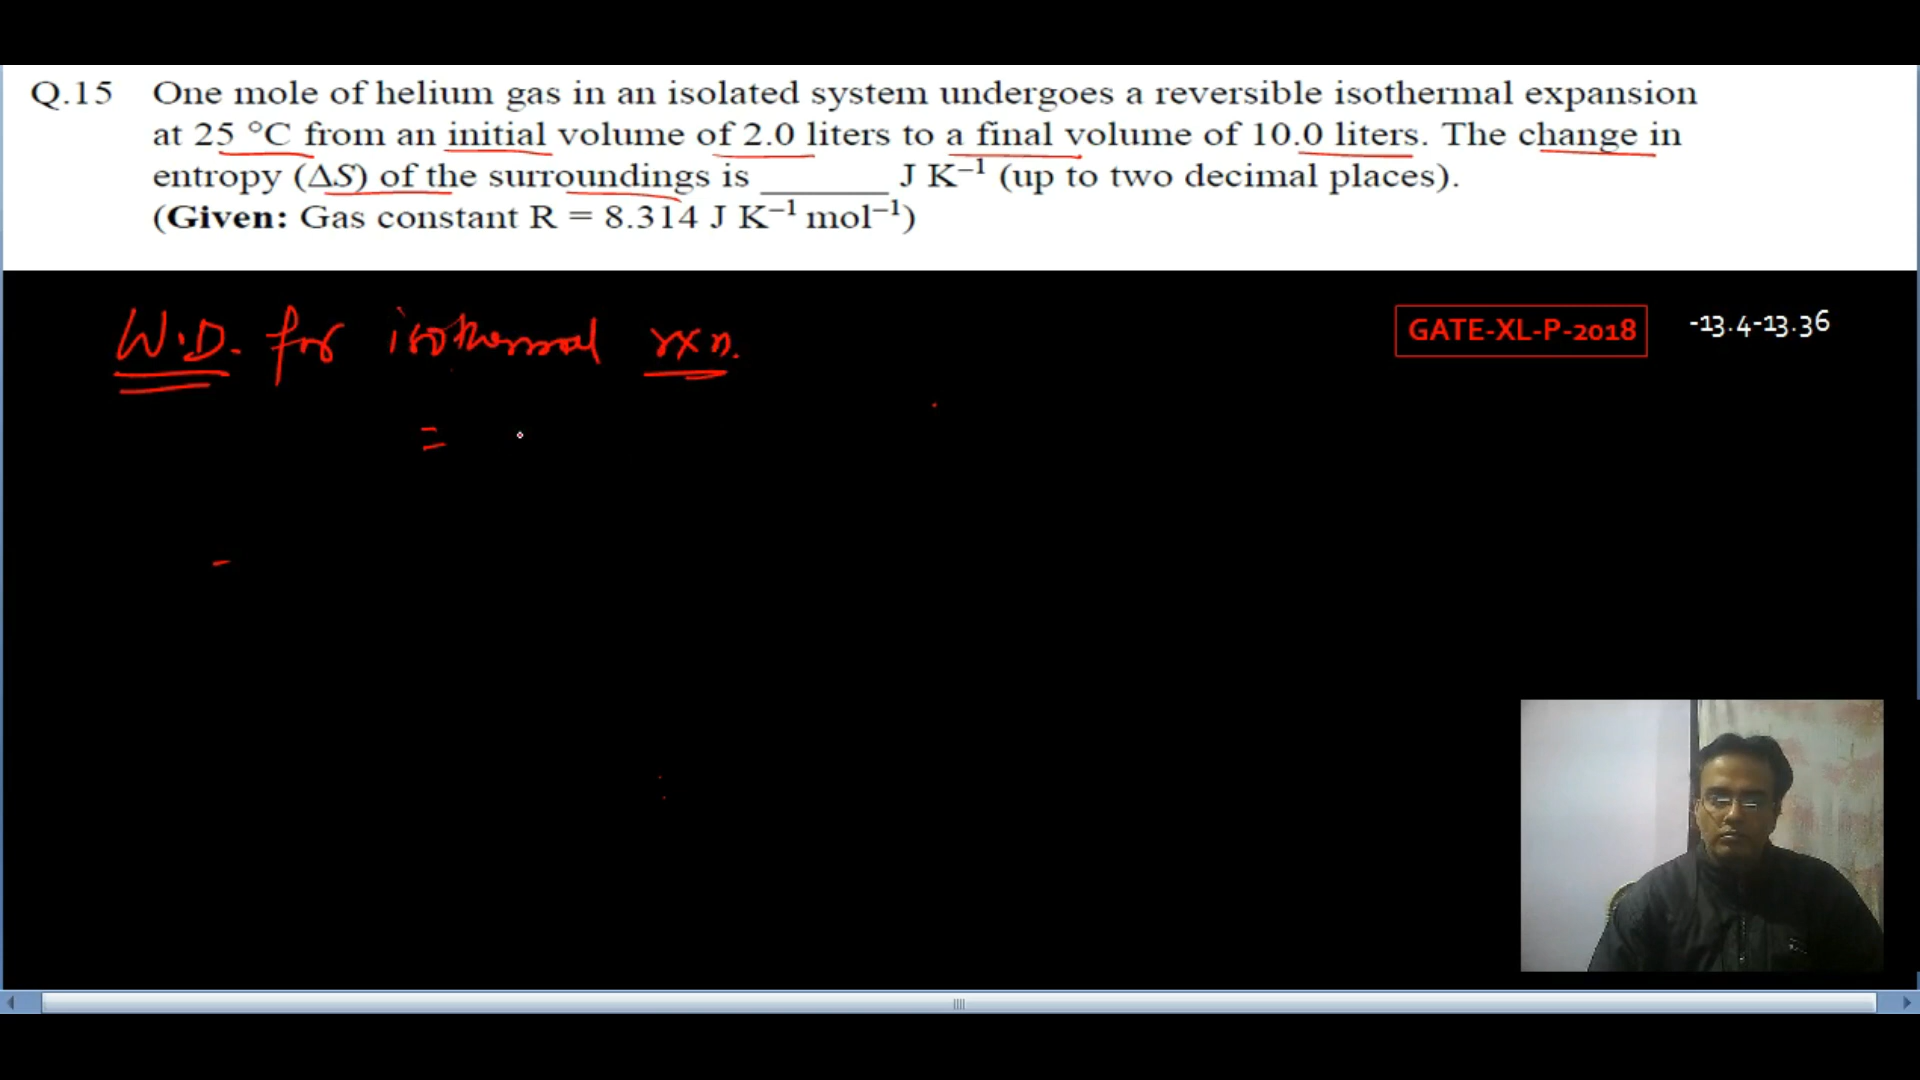 Q.15 One mole of helium gas in an isolated system undergoes a reversible isothermal expansion
at 25 °C from an initial volume of 2.0 liters to a final volume of 10.0 liters. The change in
entropy (ΔS) of the surroundings is ________ J K⁻¹ (up to two decimal places).
(Given: Gas constant R = 8.314 J K⁻¹ mol⁻¹)
W.D. for isothermal rxn.
GATE-XL-P-2018 -13.4-13.36
=
-